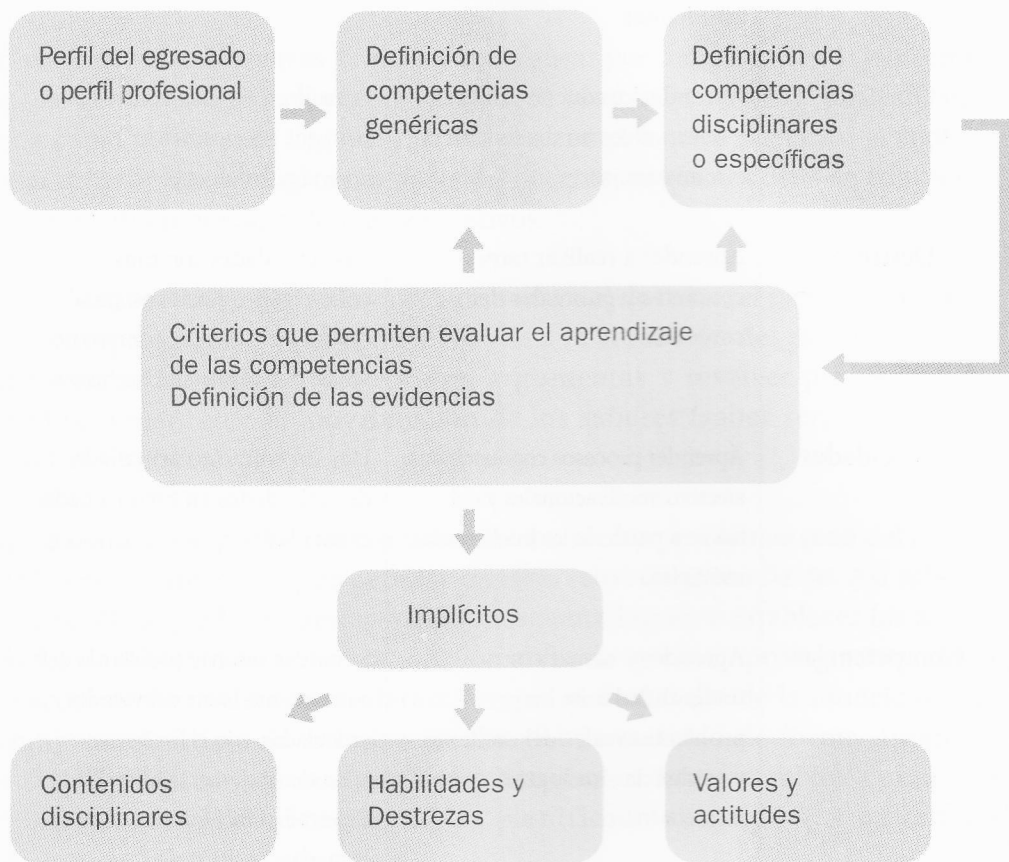 Perfil del egresado
o perfil profesional
Definición de
competencias
genéricas
Definición de
competencias
disciplinares
o específicas
Criterios que permiten evaluar el aprendizaje
de las competencias
Definición de las evidencias
Implícitos
Contenidos
disciplinares
Habilidades y
Destrezas
Valores y
actitudes